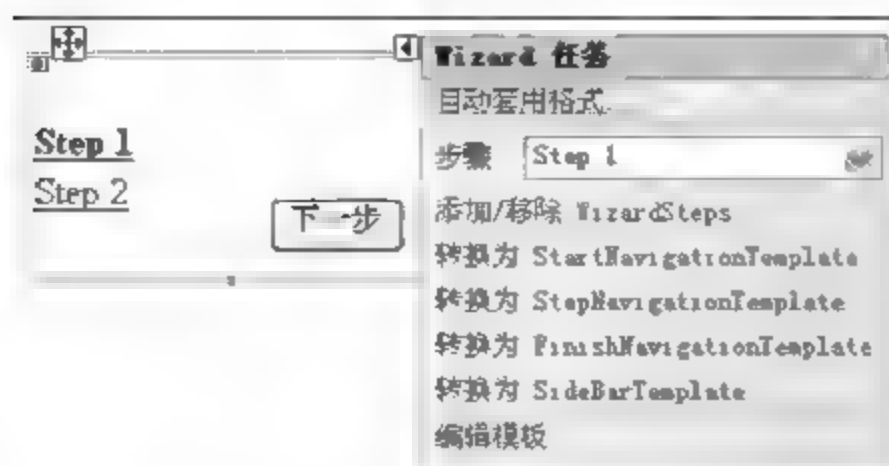 Wizard 任务
自动套用格式.
Step 1
步骤 Step 1
Step 2
添加/移除 WizardSteps
下一步
转换为 StartNavigationTemplate
转换为 StepNavigationTemplate
转换为 FinishNavigationTemplate
转换为 SideBarTemplate
编辑模板